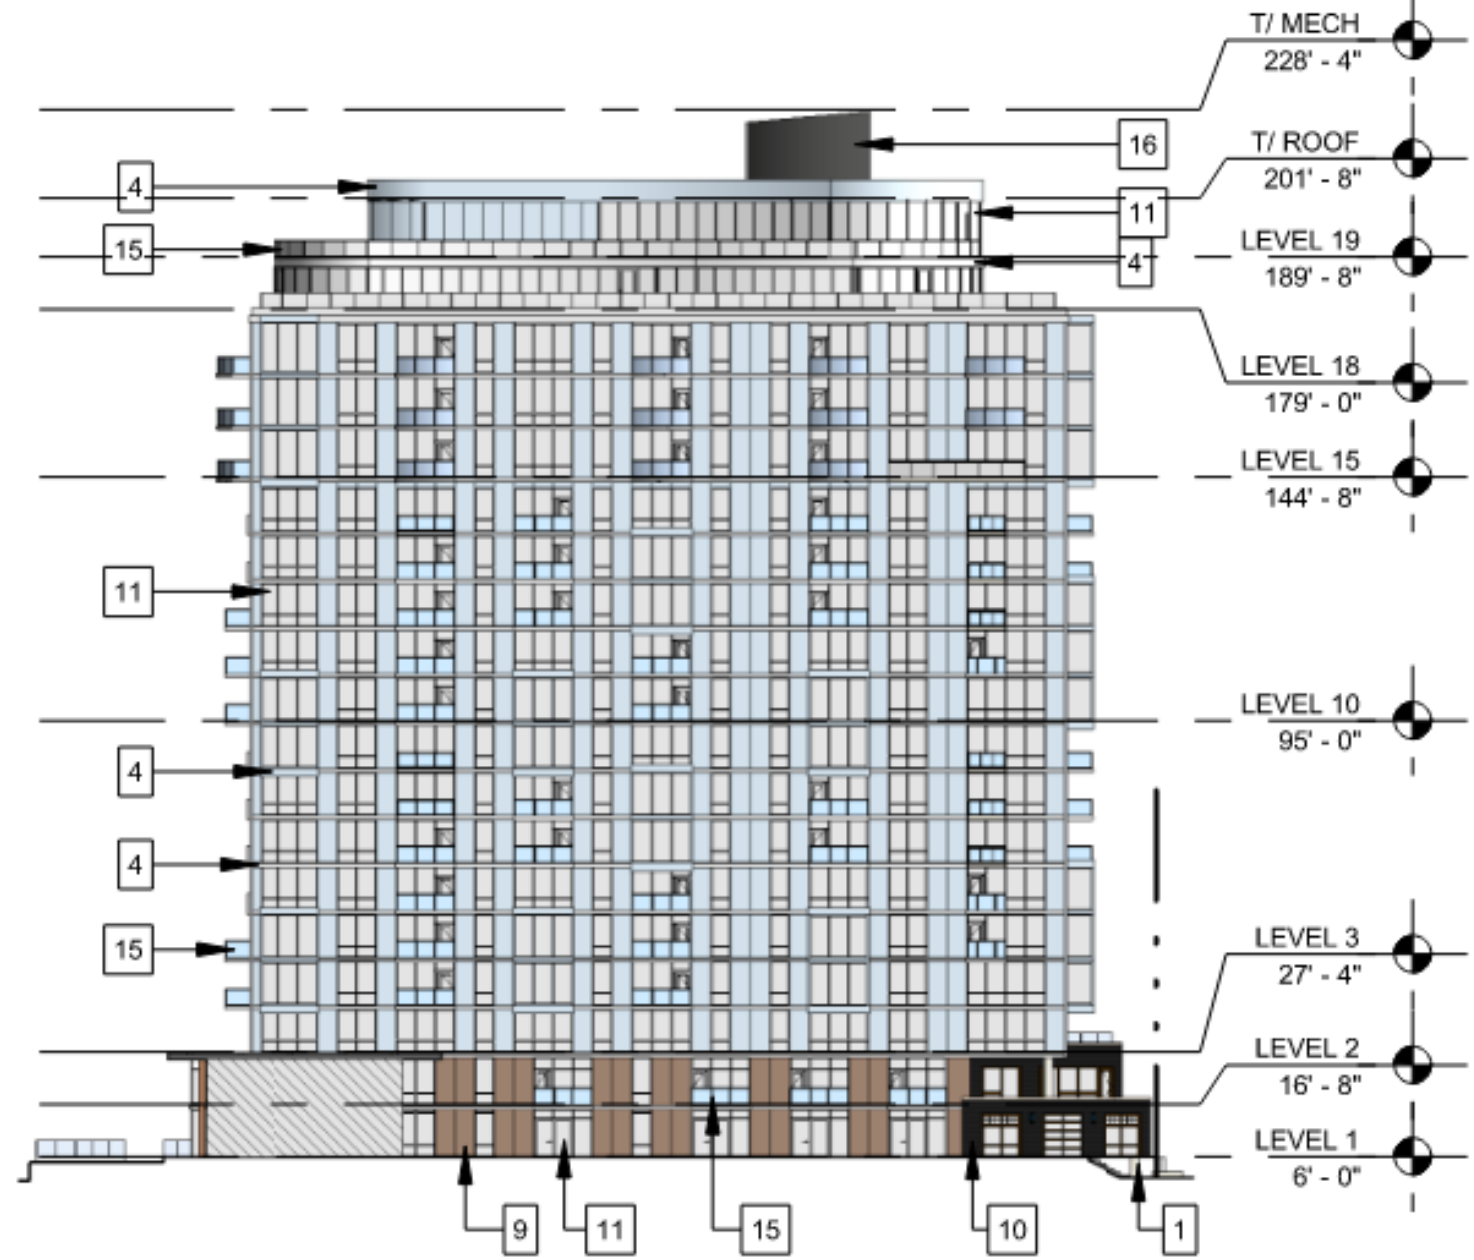 T/ MECH
228' - 4"
16
T/ ROOF
201' - 8"
4
11
15
LEVEL 19
4
189' - 8"
LEVEL 18
179' - 0"
LEVEL 15
144' - 8"
11
LEVEL 10
95' - 0"
4
4
15
LEVEL 3
27' - 4"
LEVEL 2
16' - 8"
LEVEL 1
6' - 0"
9
11
15
10
1